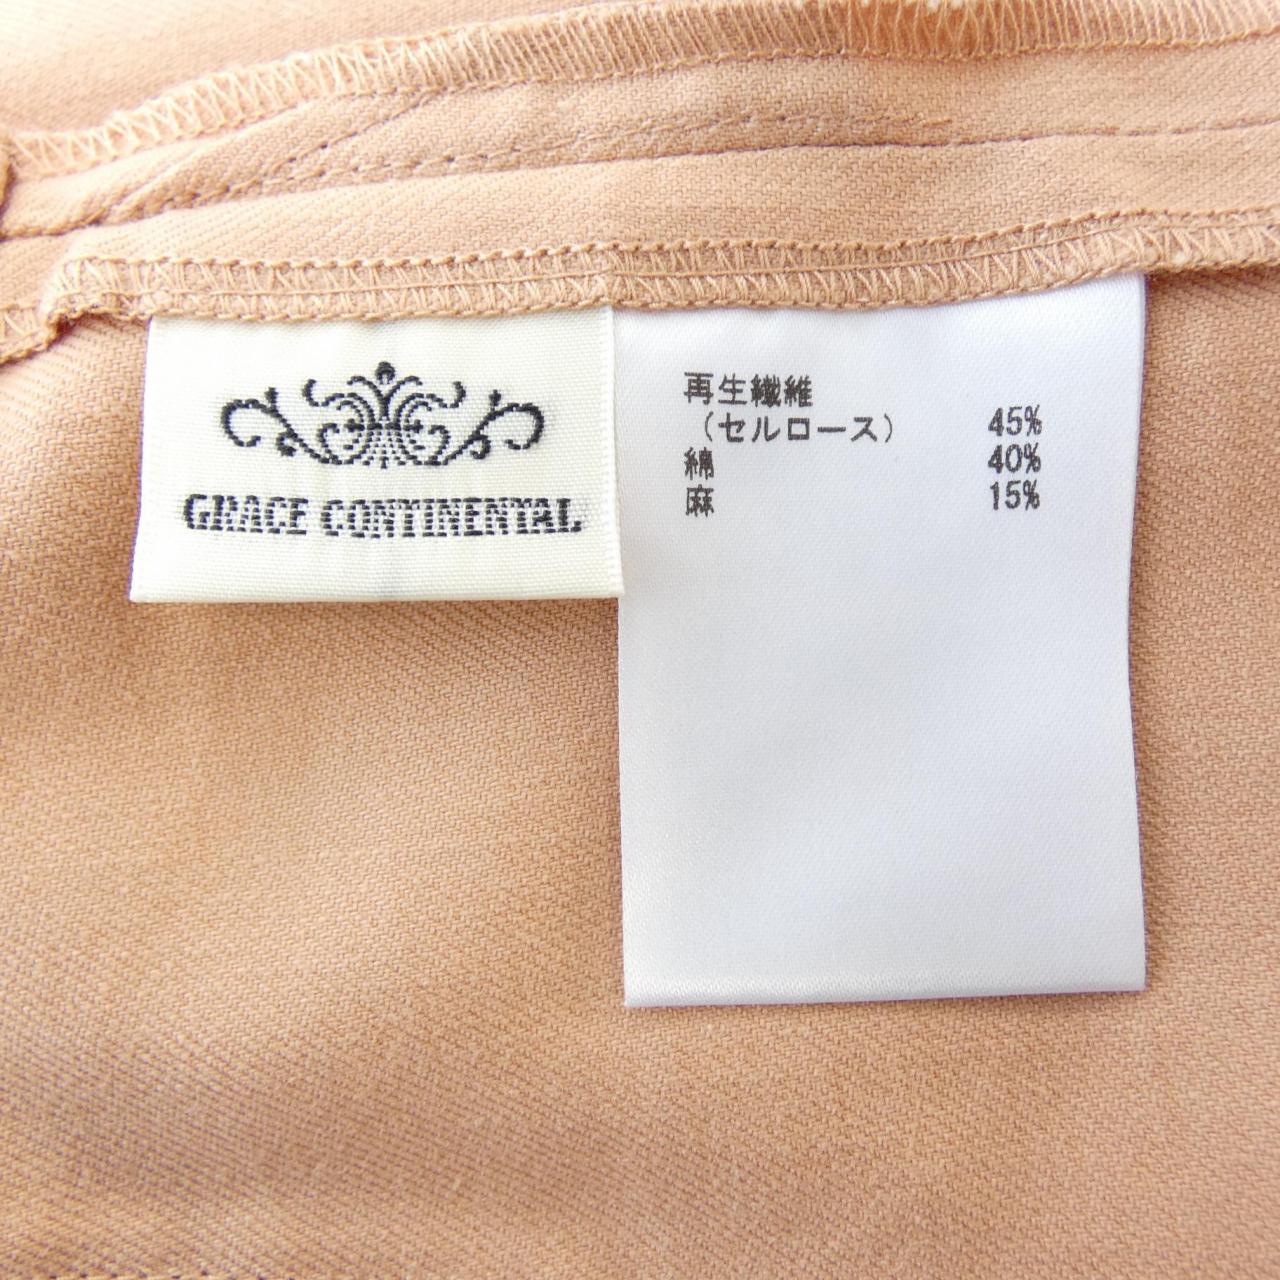 GRACE CONTINENTAL
再生繊維
（セルロース） 45%
綿 40%
麻 15%